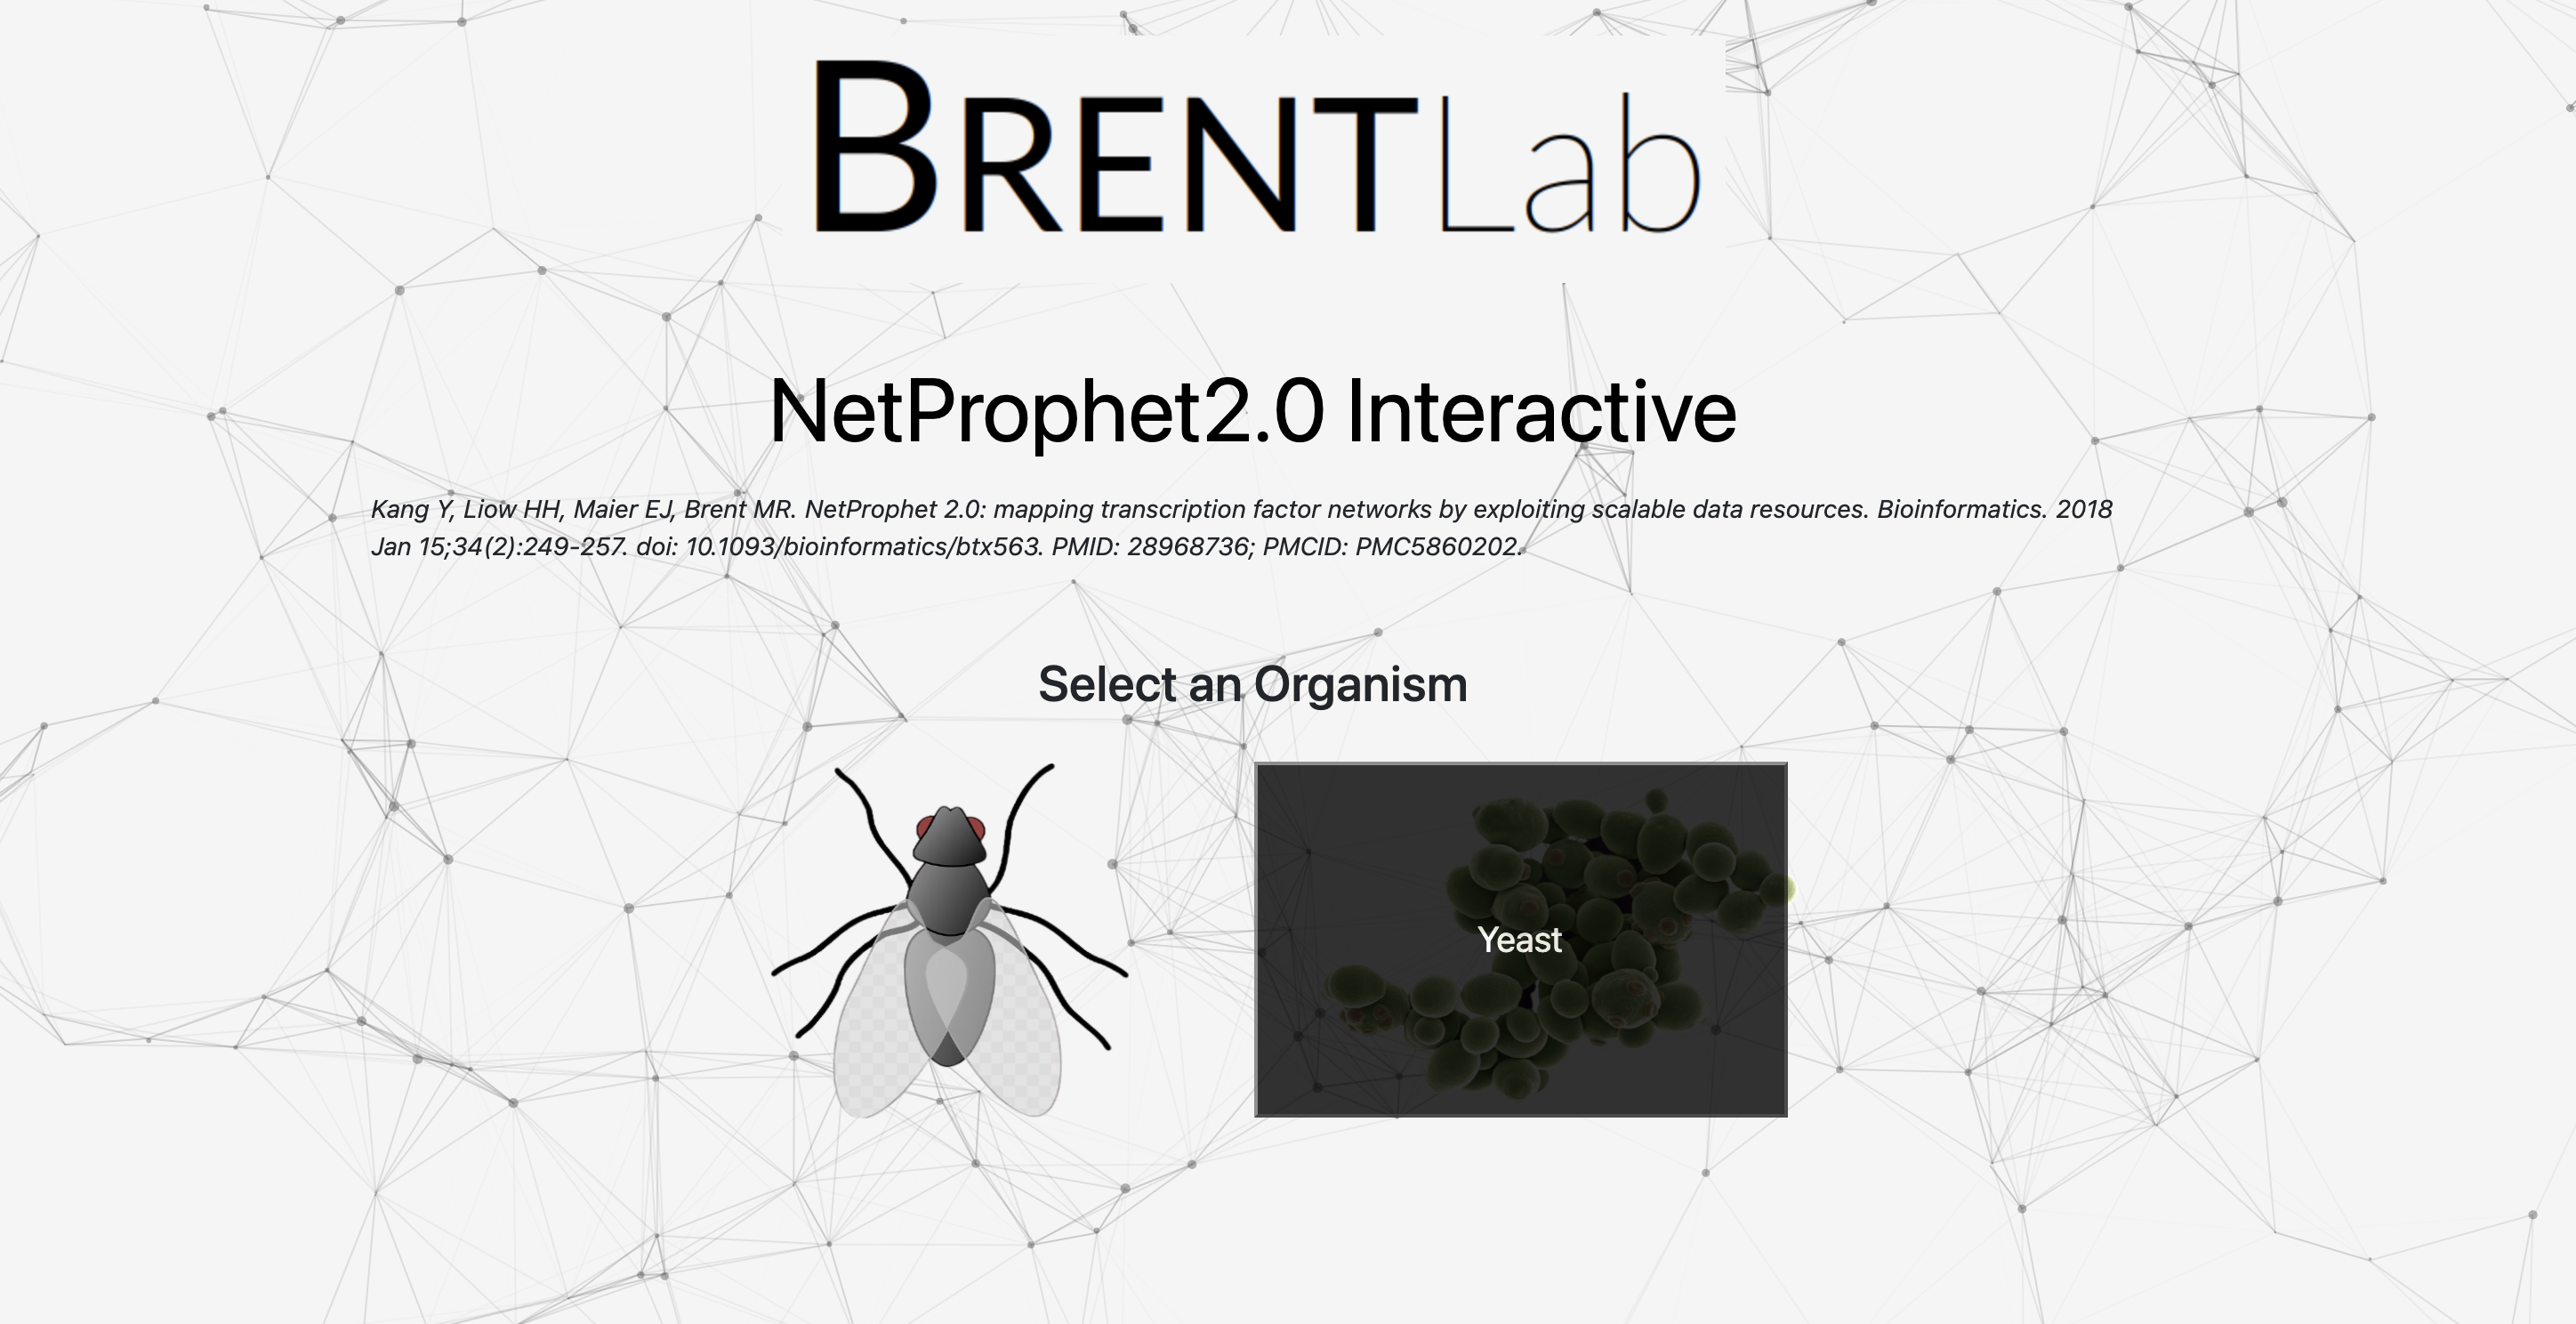 BRENTLab
NetProphet2.0 Interactive
Kang Y, Liow HH, Maier EJ, Brent MR. NetProphet 2.0: mapping transcription factor networks by exploiting scalable data resources. Bioinformatics. 2018
Jan 15;34(2):249-257. doi: 10.1093/bioinformatics/btx563. PMID: 28968736; PMCID: PMC5860202.
Select an Organism
Yeast